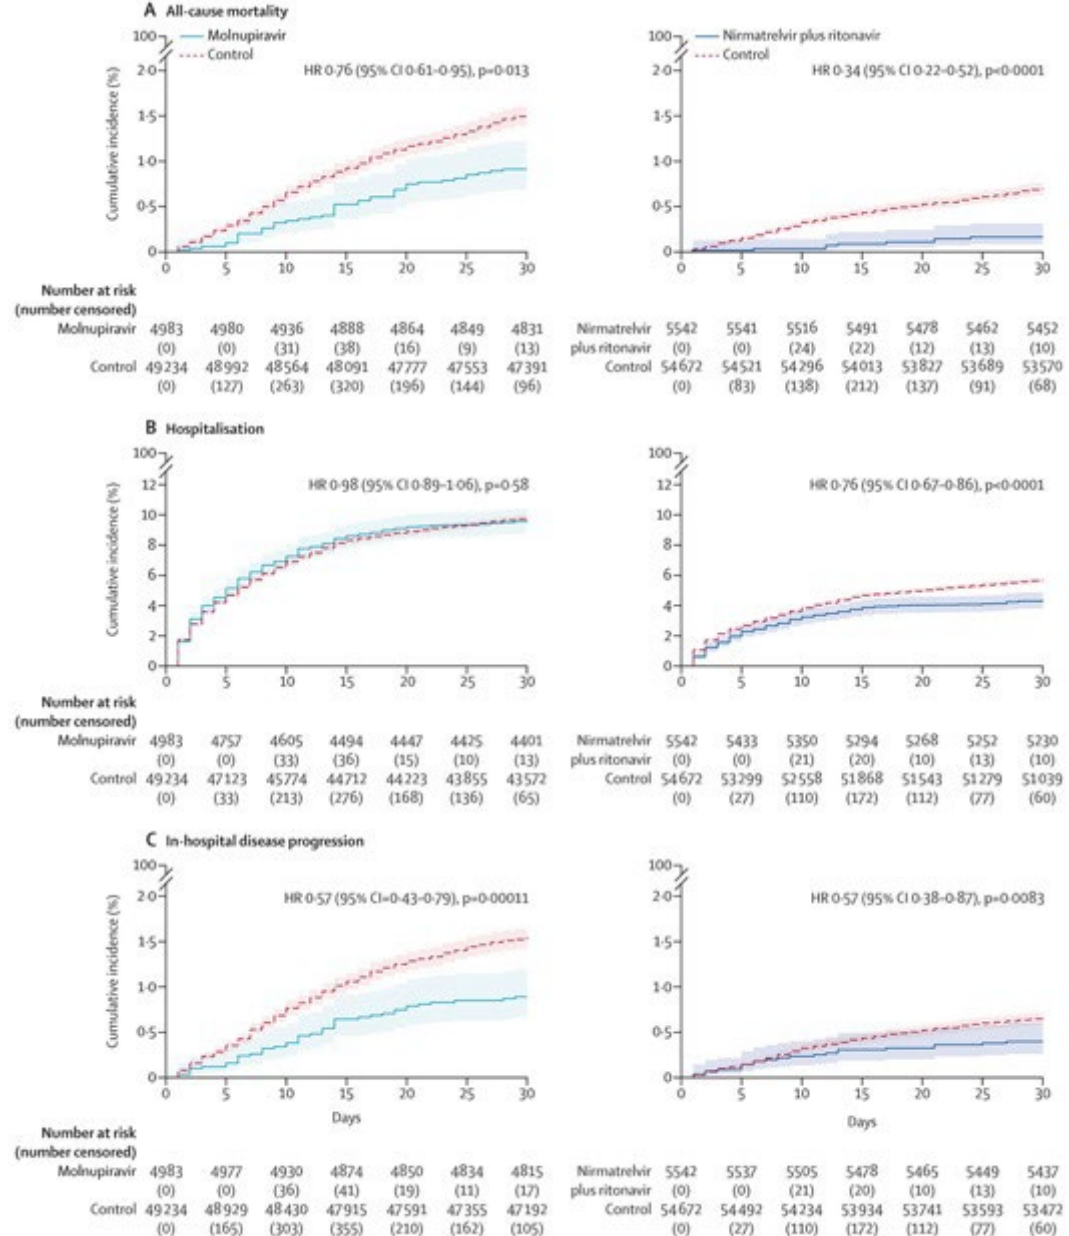 A All-cause mortality
100
Molnupiravir
Control
HR 0·76 (95% CI 0·61–0·95), p=0·013
Cumulative incidence (%)
2·0
1·5
1·0
0·5
0
0 5 10 15 20 25 30
100
Nirmatrelvir plus ritonavir
Control
HR 0·34 (95% CI 0·22–0·52), p<0·0001
2·0
1·5
1·0
0·5
0
0 5 10 15 20 25 30
Number at risk
(number censored)
Molnupiravir 4983 4980 4936 4888 4864 4849 4831
(0) (0) (31) (38) (16) (9) (13)
Control 49234 48992 48564 48091 47777 47553 47391
(0) (127) (263) (320) (196) (144) (96)
Nirmatrelvir 5542 5541 5516 5491 5478 5462 5452
plus ritonavir (0) (0) (24) (22) (12) (13) (10)
Control 54672 54521 54296 54013 53827 53689 53570
(0) (83) (138) (212) (137) (91) (68)
B Hospitalisation
100
HR 0·98 (95% CI 0·89–1·06), p=0·58
Cumulative incidence (%)
12
10
8
6
4
2
0
0 5 10 15 20 25 30
100
HR 0·76 (95% CI 0·67–0·86), p<0·0001
12
10
8
6
4
2
0
0 5 10 15 20 25 30
Number at risk
(number censored)
Molnupiravir 4983 4757 4605 4494 4447 4425 4401
(0) (0) (33) (36) (15) (10) (13)
Control 49234 47123 45774 44712 44223 43855 43572
(0) (33) (213) (276) (168) (136) (65)
Nirmatrelvir 5542 5433 5350 5294 5268 5252 5230
plus ritonavir (0) (0) (21) (20) (10) (13) (10)
Control 54672 53299 52558 51868 51543 51279 51039
(0) (27) (110) (172) (112) (77) (60)
C In-hospital disease progression
100
HR 0·57 (95% CI=0·43–0·79), p=0·00011
Cumulative incidence (%)
2·0
1·5
1·0
0·5
0
0 5 10 15 20 25 30
Days
100
HR 0·57 (95% CI 0·38–0·87), p=0·0083
2·0
1·5
1·0
0·5
0
0 5 10 15 20 25 30
Days
Number at risk
(number censored)
Molnupiravir 4983 4977 4930 4874 4850 4834 4815
(0) (0) (36) (41) (19) (11) (17)
Control 49234 48929 48430 47915 47591 47355 47192
(0) (165) (303) (355) (210) (162) (105)
Nirmatrelvir 5542 5537 5505 5478 5465 5449 5437
plus ritonavir (0) (0) (21) (20) (10) (13) (10)
Control 54672 54492 54234 53934 53741 53593 53472
(0) (27) (110) (172) (112) (77) (60)